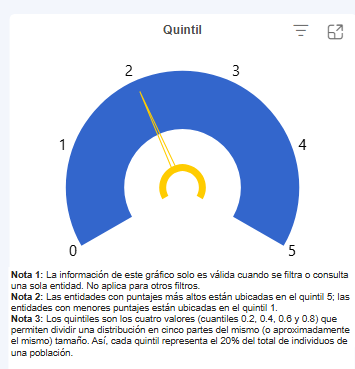 Quintil
2
3
1
4
0
5
Nota 1: La información de este gráfico solo es válida cuando se filtra o consulta
una sola entidad. No aplica para otros filtros.
Nota 2: Las entidades con puntajes más altos están ubicadas en el quintil 5; las
entidades con menores puntajes están ubicadas en el quintil 1.
Nota 3: Los quintiles son los cuatro valores (cuantiles 0.2, 0.4, 0.6 y 0.8) que
permiten dividir una distribución en cinco partes del mismo (o aproximadamente
el mismo) tamaño. Así, cada quintil representa el 20% del total de individuos de
una población.